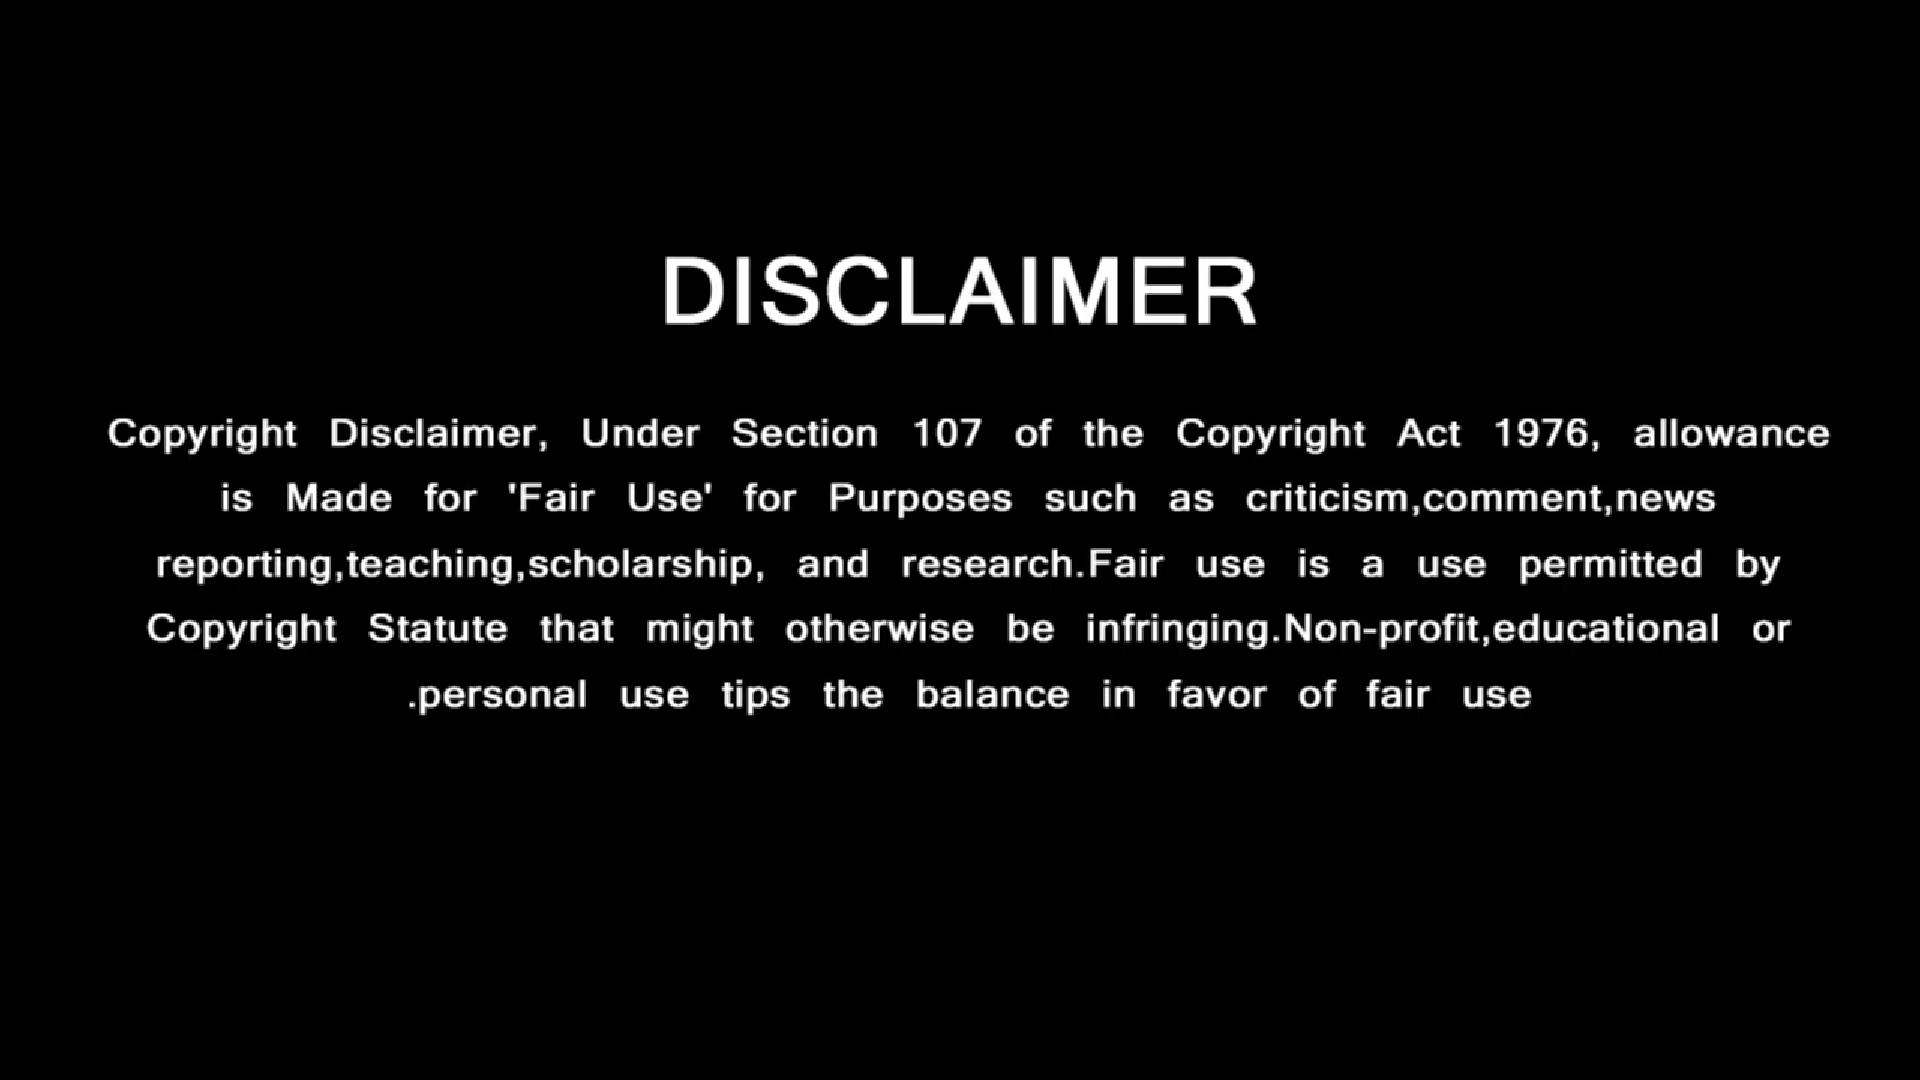 DISCLAIMER
Copyright Disclaimer, Under Section 107 of the Copyright Act 1976, allowance
is Made for 'Fair Use' for Purposes such as criticism,comment,news
reporting,teaching,scholarship, and research.Fair use is a use permitted by
Copyright Statute that might otherwise be infringing.Non-profit,educational or
.personal use tips the balance in favor of fair use